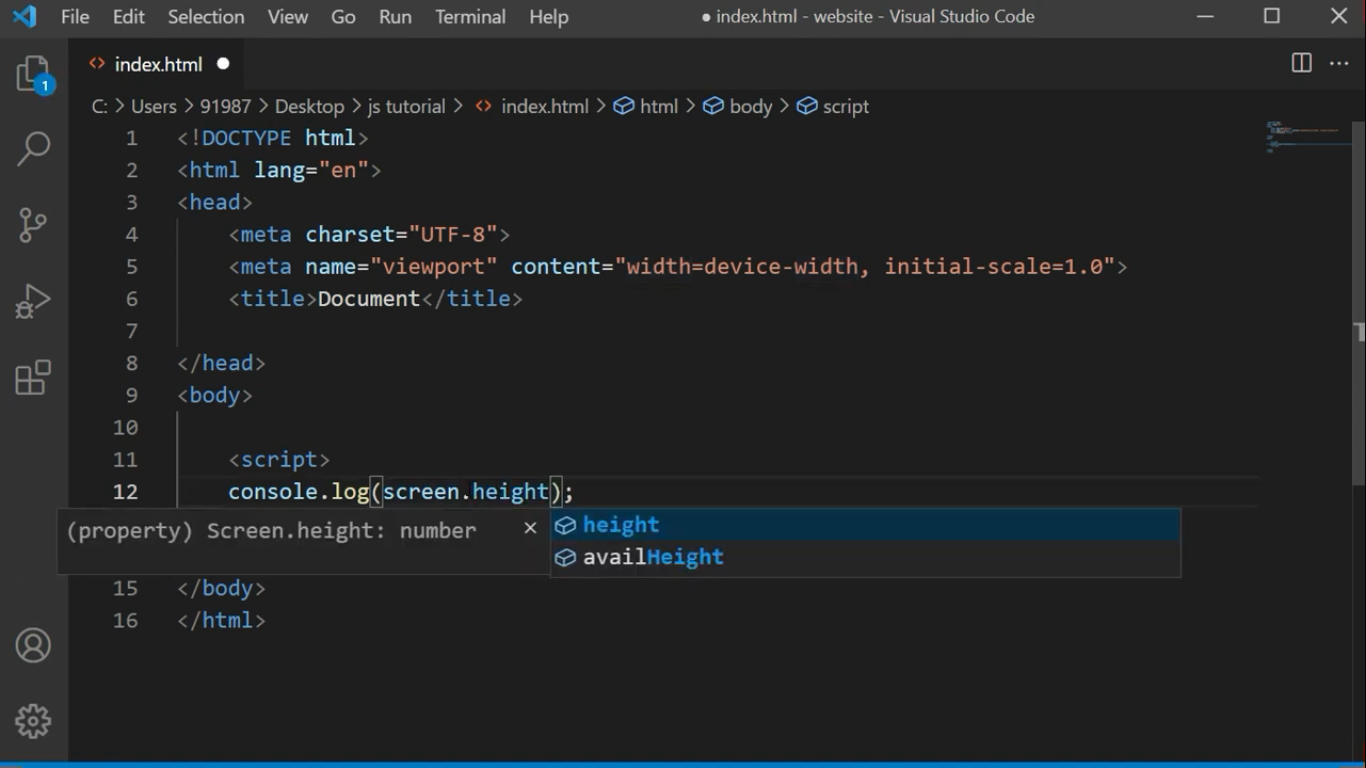 File Edit Selection View Go Run Terminal Help ● index.html - website - Visual Studio Code
1
index.html
C: > Users > 91987 > Desktop > js tutorial > index.html > html > body > script
1 <!DOCTYPE html>
2 <html lang="en">
3 <head>
4 <meta charset="UTF-8">
5 <meta name="viewport" content="width=device-width, initial-scale=1.0">
6 <title>Document</title>
7
8 </head>
9 <body>
10
11 <script>
12 console.log(screen.height);
(property) Screen.height: number
height
availHeight
15 </body>
16 </html>